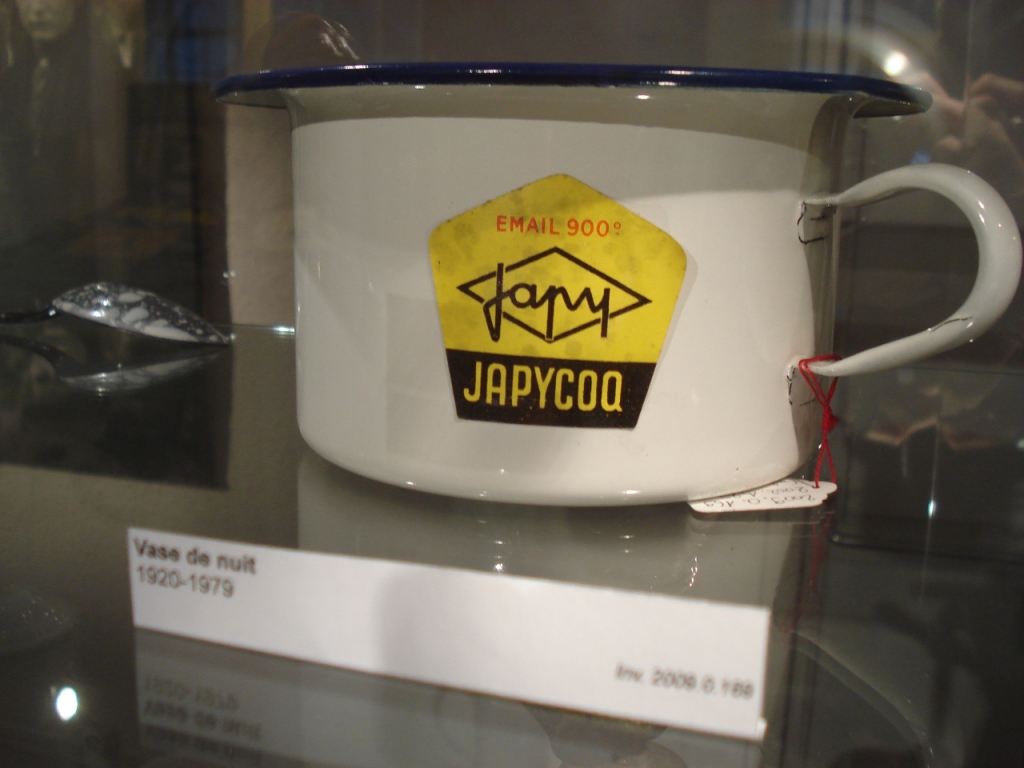 EMAIL 900°
Japy
JAPYCOQ
Vase de nuit
1920-1979
Inv. 2009.0.169